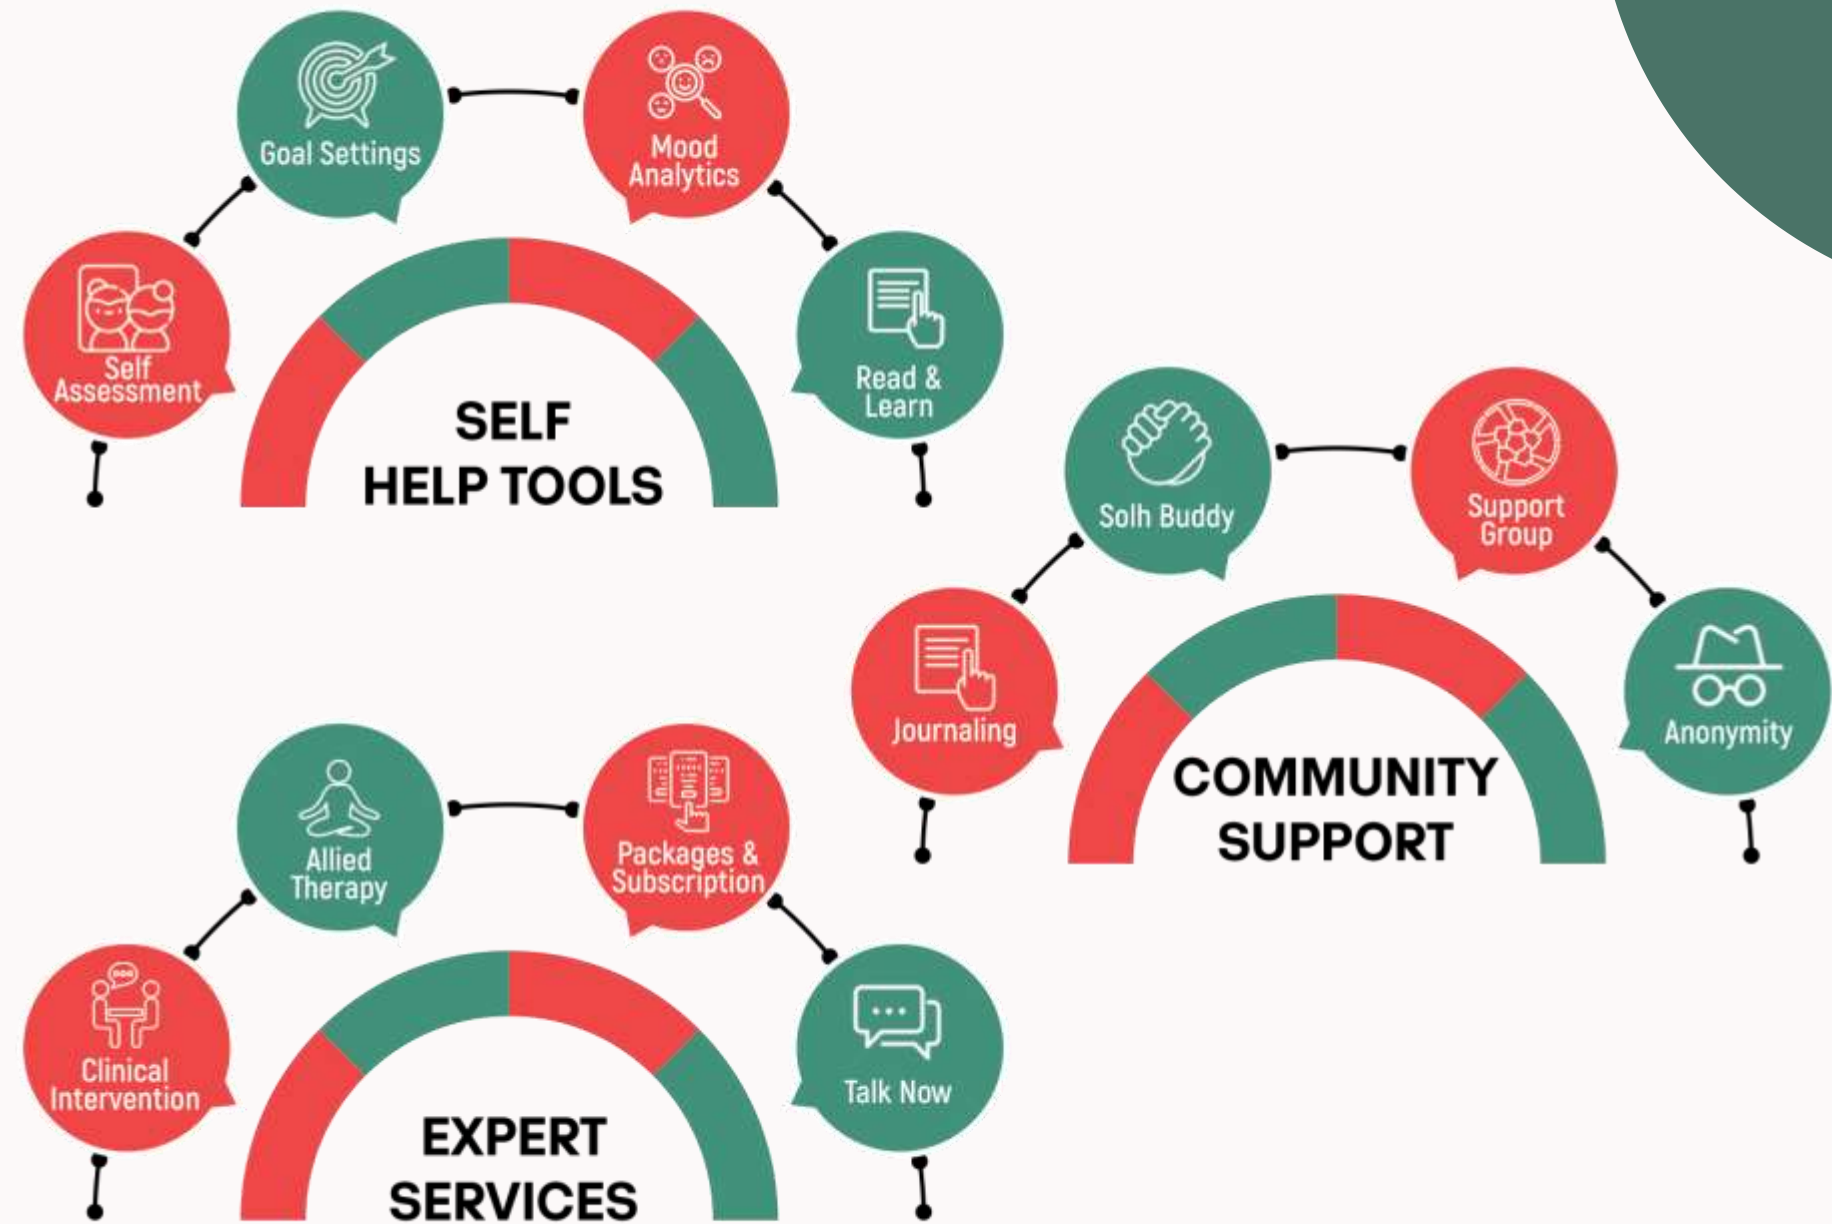 Goal Settings
Mood
Analytics
Self
Assessment
Read &
Learn
SELF
HELP TOOLS
Solh Buddy
Support
Group
Journaling
Anonymity
COMMUNITY
SUPPORT
Allied
Therapy
Packages &
Subscription
Clinical
Intervention
Talk Now
EXPERT
SERVICES